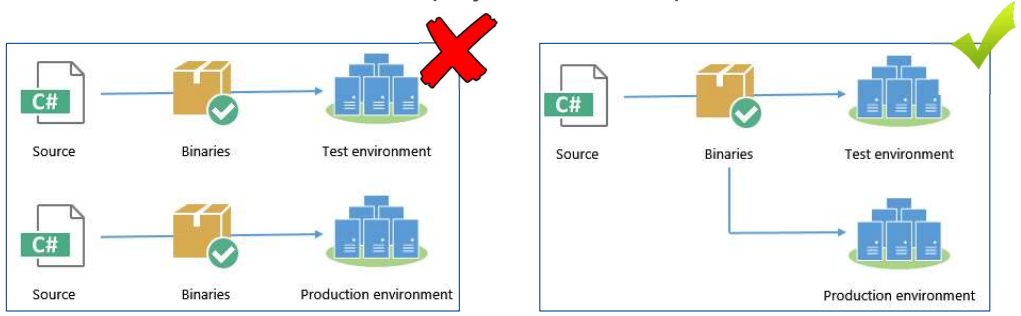 C#
Source
Binaries
Test environment
C#
Source
Binaries
Production environment
C#
Source
Binaries
Test environment
Production environment